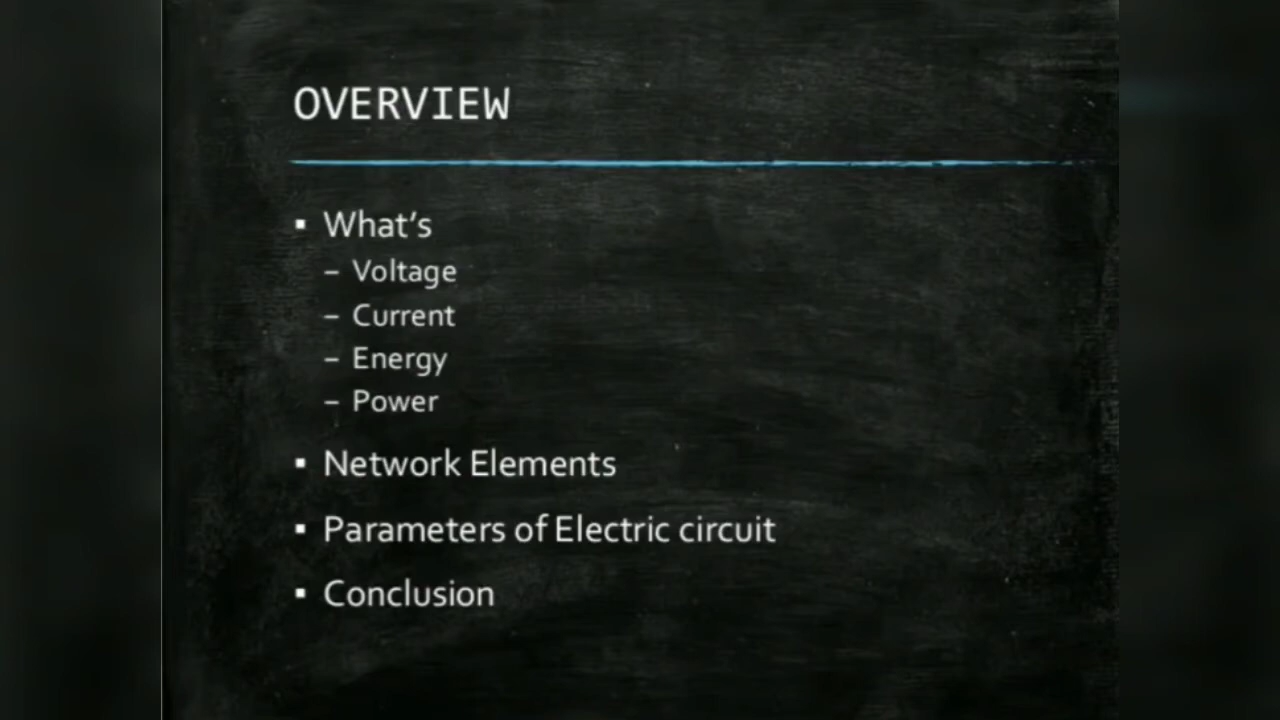 OVERVIEW
▪ What's
– Voltage
– Current
– Energy
– Power
▪ Network Elements
▪ Parameters of Electric circuit
▪ Conclusion